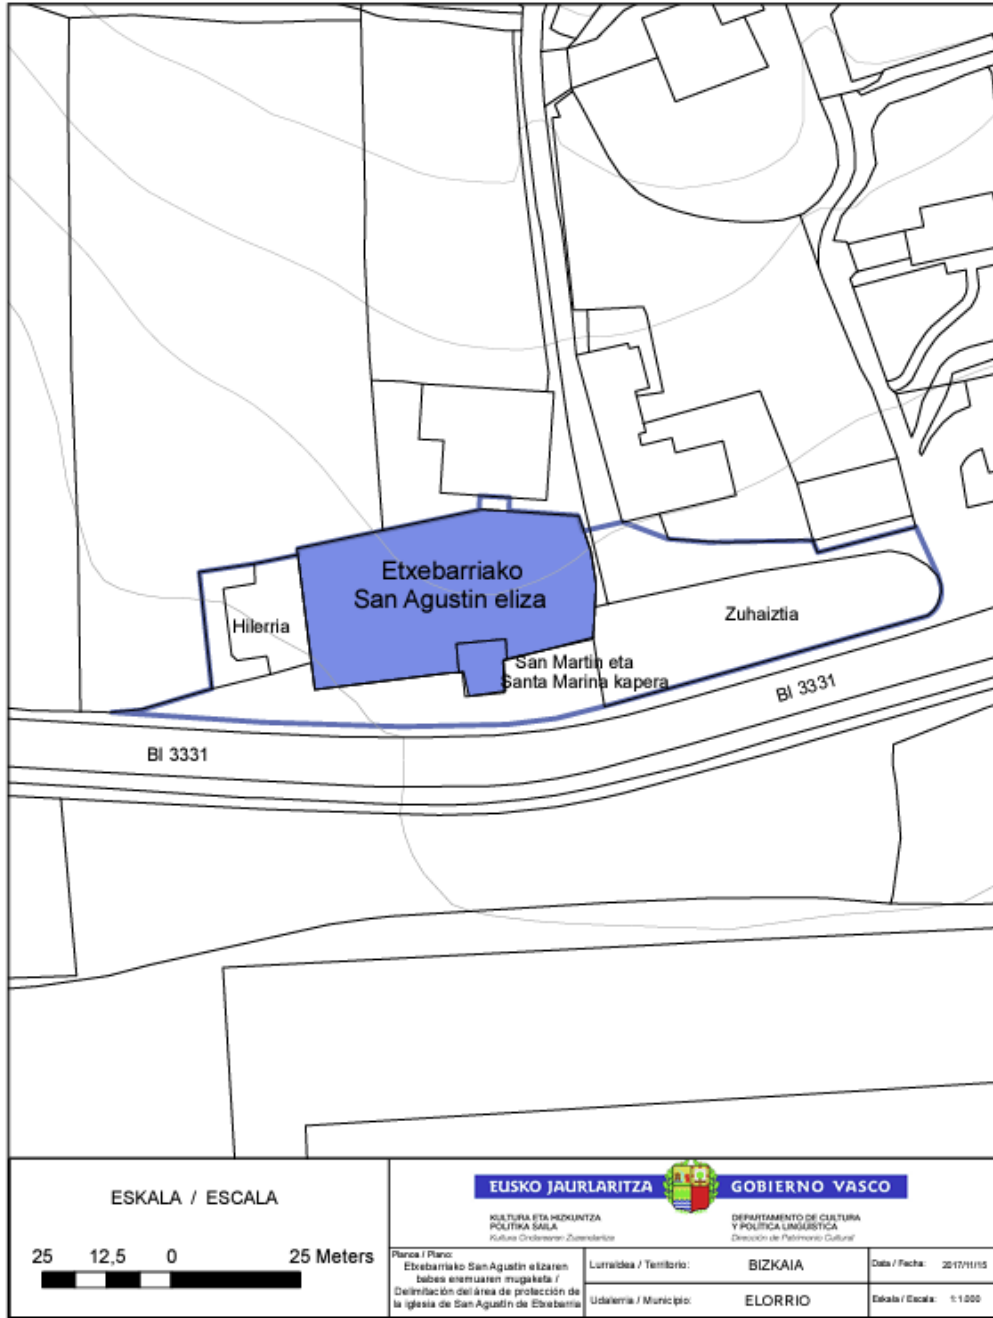 Etxebarriako
San Agustin eliza
Hilerria
Zuhaiztia
San Martin eta
Santa Marina kapera
BI 3331
BI 3331
ESKALA / ESCALA
25 12,5 0 25 Meters
EUSKO JAURLARITZA GOBIERNO VASCO
KULTURA ETA HIZKUNTZA
POLITIKA SAILA
Kultura Ondarearen Zuzendaritza
DEPARTAMENTO DE CULTURA
Y POLÍTICA LINGÜÍSTICA
Dirección de Patrimonio Cultural
Planoa / Plano:
Etxebarriako San Agustin elizaren
babes eremuaren mugaketa /
Delimitación del área de protección de
la iglesia de San Agustín de Etxebarria
Lurraldea / Territorio: BIZKAIA
Data / Fecha: 2017/11/15
Udalerria / Municipio: ELORRIO
Eskala / Escala: 1:1.000